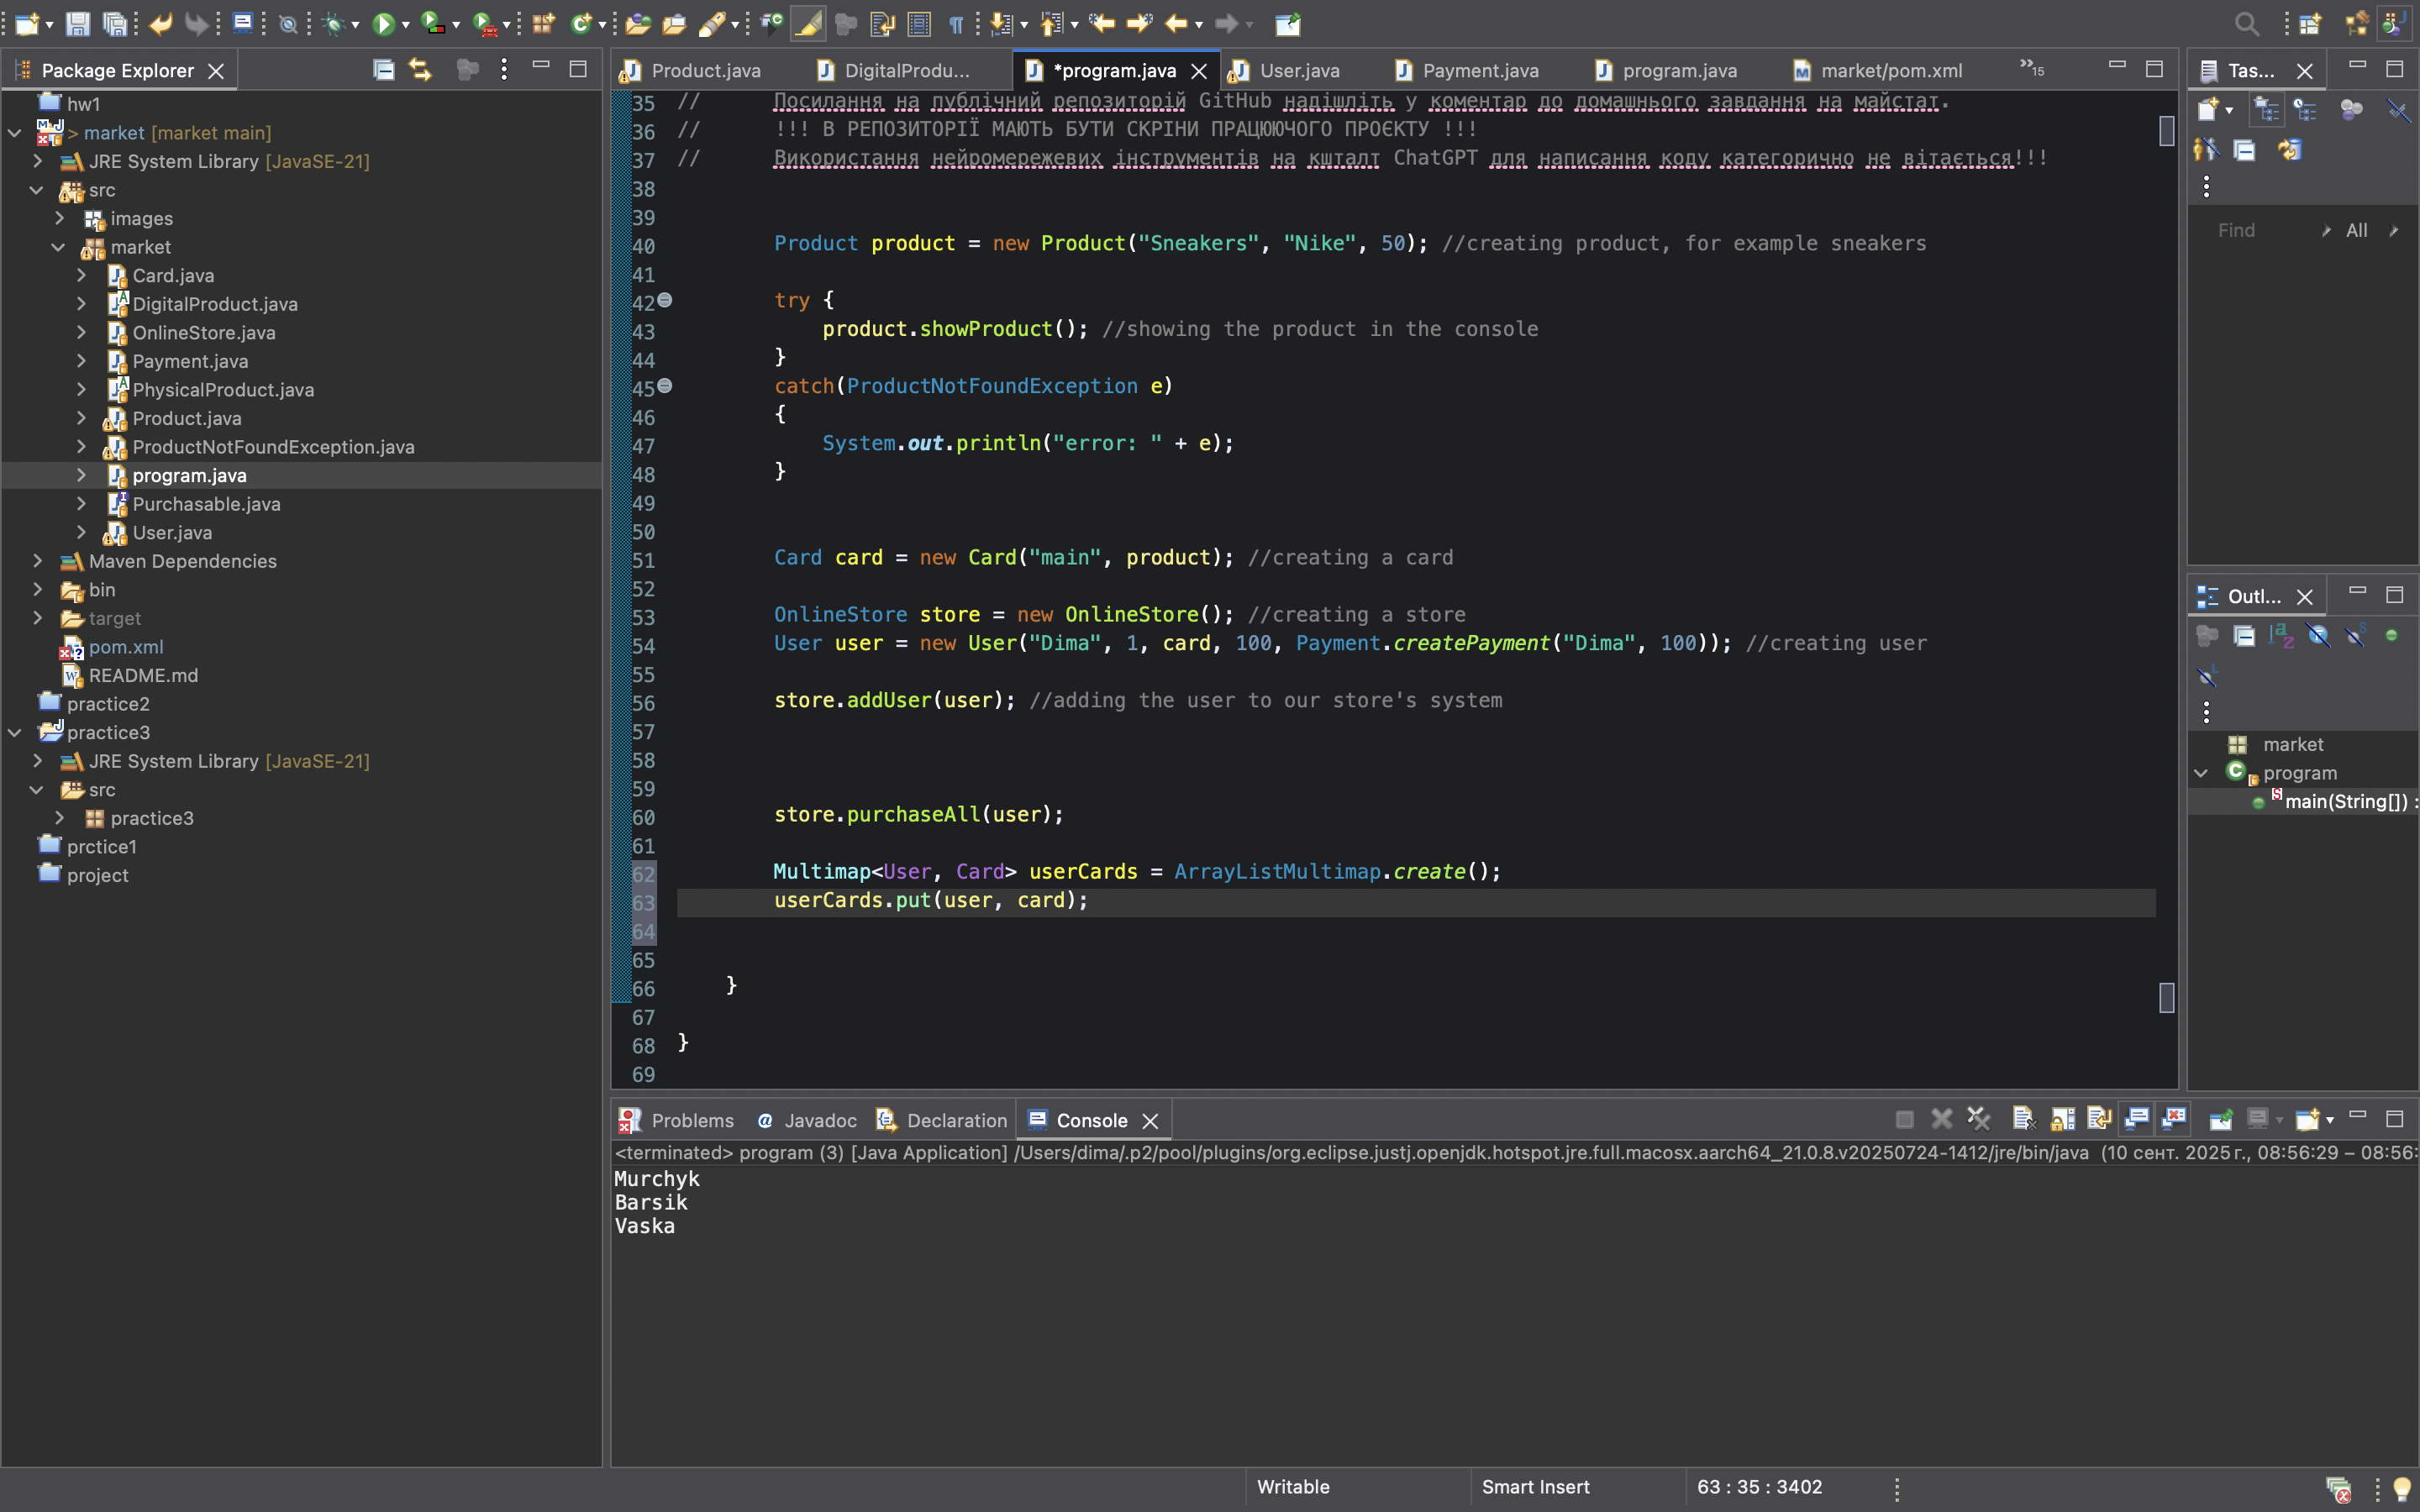 Package Explorer
hw1
> market [market main]
JRE System Library [JavaSE-21]
src
images
market
Card.java
DigitalProduct.java
OnlineStore.java
Payment.java
PhysicalProduct.java
Product.java
ProductNotFoundException.java
program.java
Purchasable.java
User.java
Maven Dependencies
bin
target
pom.xml
README.md
practice2
practice3
JRE System Library [JavaSE-21]
src
practice3
prctice1
project
Product.java DigitalProdu... *program.java User.java Payment.java program.java market/pom.xml »15
35 // Посилання на публічний репозиторій GitHub надішліть у коментар до домашнього завдання на майстат.
36 // !!! В РЕПОЗИТОРІЇ МАЮТЬ БУТИ СКРІНИ ПРАЦЮЮЧОГО ПРОЄКТУ !!!
37 // Використання нейромережевих інструментів на кшталт ChatGPT для написання коду категорично не вітається!!!
38
39
40 Product product = new Product("Sneakers", "Nike", 50); //creating product, for example sneakers
41
42 try {
43 product.showProduct(); //showing the product in the console
44 }
45 catch(ProductNotFoundException e)
46 {
47 System.out.println("error: " + e);
48 }
49
50
51 Card card = new Card("main", product); //creating a card
52
53 OnlineStore store = new OnlineStore(); //creating a store
54 User user = new User("Dima", 1, card, 100, Payment.createPayment("Dima", 100)); //creating user
55
56 store.addUser(user); //adding the user to our store's system
57
58
59
60 store.purchaseAll(user);
61
62 Multimap<User, Card> userCards = ArrayListMultimap.create();
63 userCards.put(user, card);
64
65
66 }
67
68 }
69
Tas...
Find All
Outl...
market
program
main(String[]) :
Problems Javadoc Declaration Console
<terminated> program (3) [Java Application] /Users/dima/.p2/pool/plugins/org.eclipse.justj.openjdk.hotspot.jre.full.macosx.aarch64_21.0.8.v20250724-1412/jre/bin/java (10 сент. 2025 г., 08:56:29 – 08:56:
Murchyk
Barsik
Vaska
Writable Smart Insert 63 : 35 : 3402